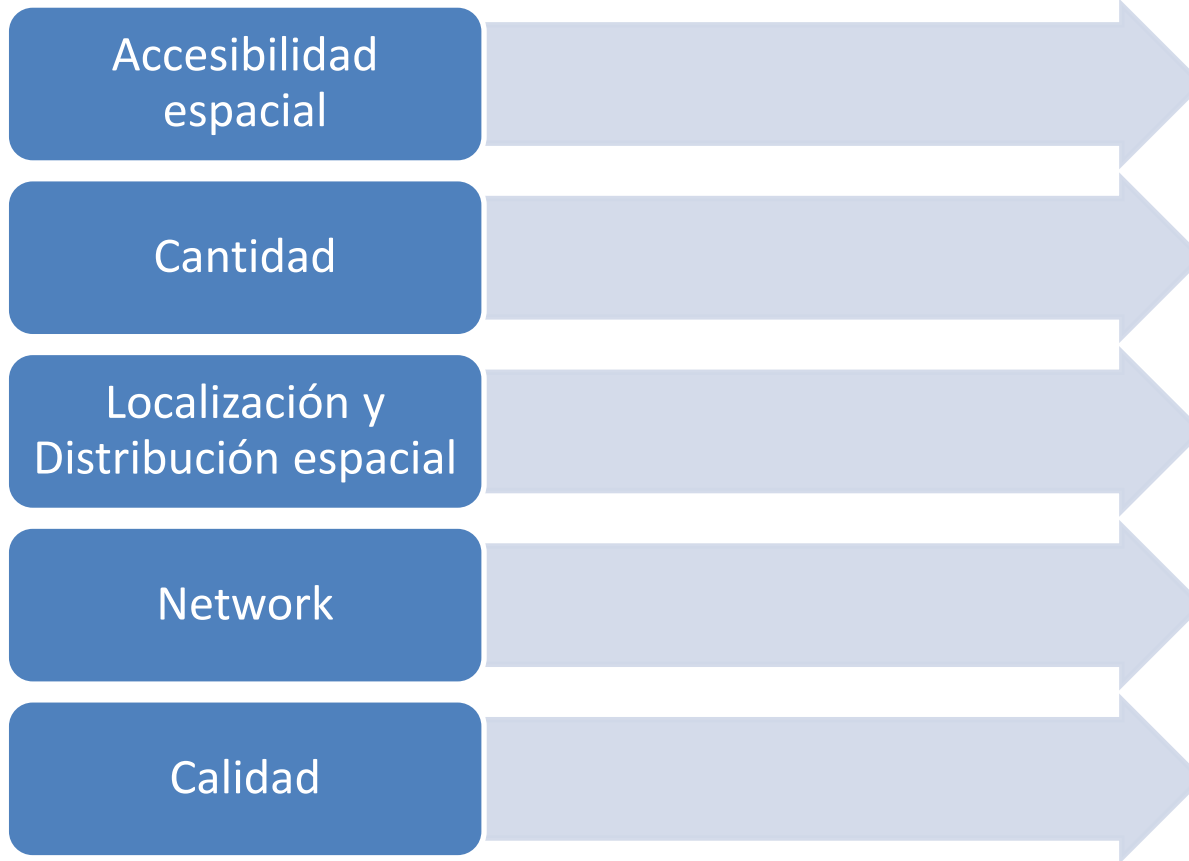 Accesibilidad
espacial
Cantidad
Localización y
Distribución espacial
Network
Calidad